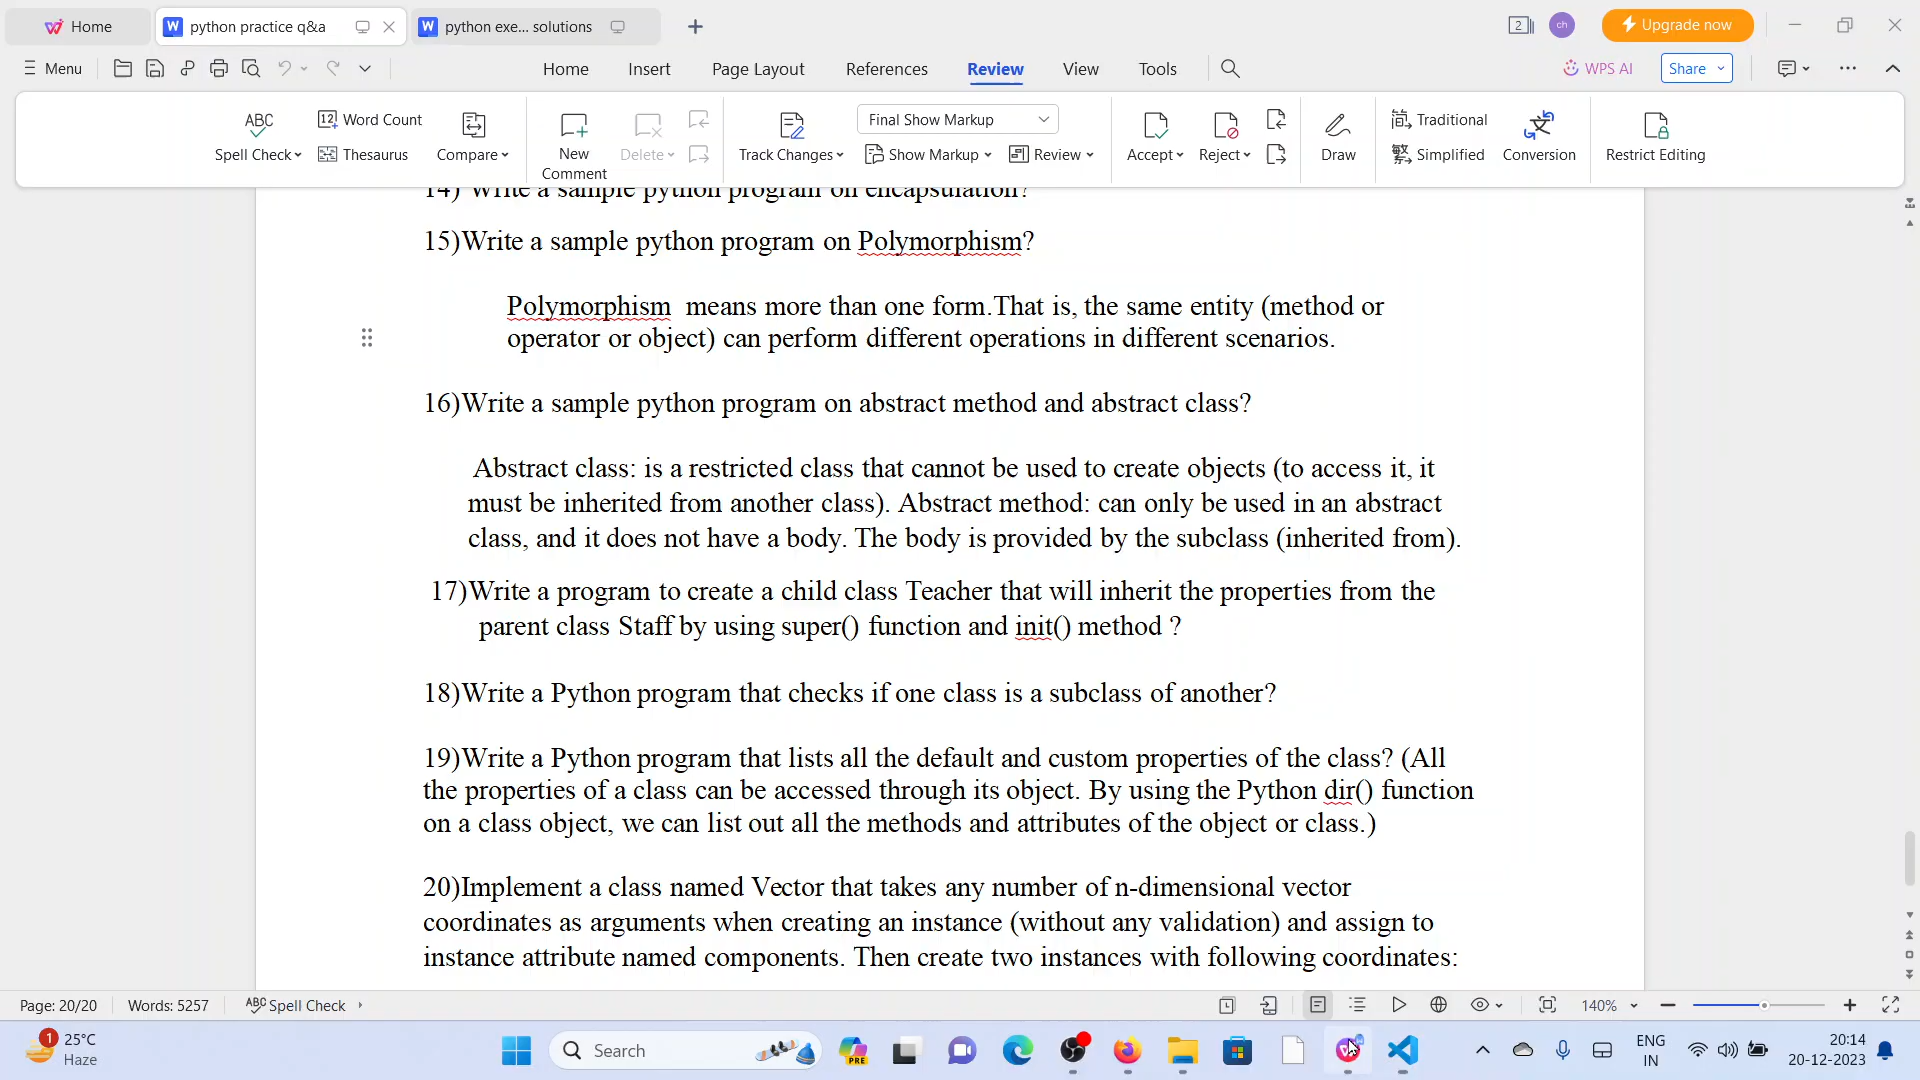 Home
python practice q&a
python exe... solutions
2
ch
Upgrade now
Menu
Home
Insert
Page Layout
References
Review
View
Tools
WPS AI
Share
ABC
Spell Check
Word Count
Thesaurus
Compare
New
Comment
Delete
Track Changes
Final Show Markup
Show Markup
Review
Accept
Reject
Draw
简 Traditional
繁 Simplified
Conversion
Restrict Editing
14) Write a sample python program on encapsulation?
15)Write a sample python program on Polymorphism?
Polymorphism  means more than one form.That is, the same entity (method or
operator or object) can perform different operations in different scenarios.
16)Write a sample python program on abstract method and abstract class?
Abstract class: is a restricted class that cannot be used to create objects (to access it, it
must be inherited from another class). Abstract method: can only be used in an abstract
class, and it does not have a body. The body is provided by the subclass (inherited from).
17)Write a program to create a child class Teacher that will inherit the properties from the
parent class Staff by using super() function and init() method ?
18)Write a Python program that checks if one class is a subclass of another?
19)Write a Python program that lists all the default and custom properties of the class? (All
the properties of a class can be accessed through its object. By using the Python dir() function
on a class object, we can list out all the methods and attributes of the object or class.)
20)Implement a class named Vector that takes any number of n-dimensional vector
coordinates as arguments when creating an instance (without any validation) and assign to
instance attribute named components. Then create two instances with following coordinates:
Page: 20/20
Words: 5257
ABC Spell Check
140%
1
25°C
Haze
Search
PRE
ENG
IN
20:14
20-12-2023